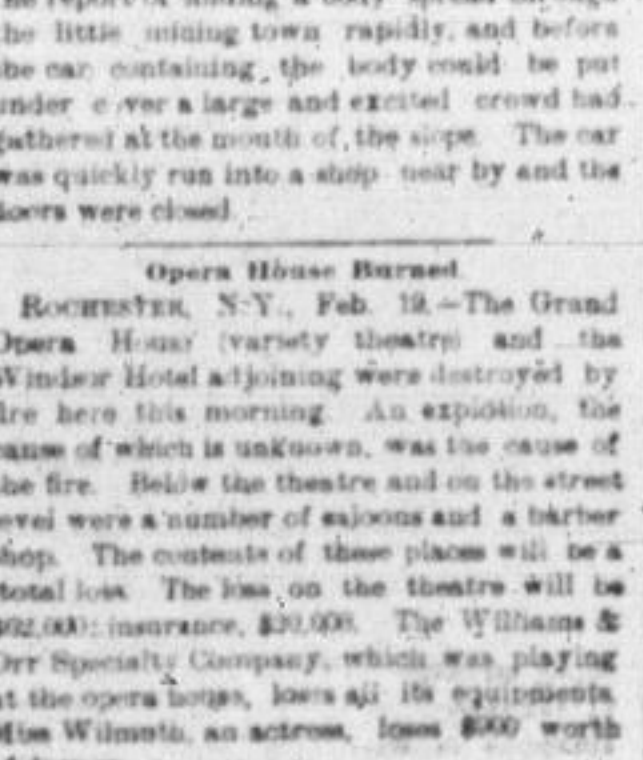 the little mining town rapidly, and before
the car containing the body could be put
under cover a large and excited crowd had
gathered at the mouth of the slope. The car
was quickly run into a shop near by and the
doors were closed.
Opera House Burned.
ROCHESTER, N. Y., Feb. 19.—The Grand
Opera House (variety theatre) and the
Windsor Hotel adjoining were destroyed by
fire here this morning. An explosion, the
cause of which is unknown, was the cause of
the fire. Below the theatre and on the street
level were a number of saloons and a barber
shop. The contents of these places will be a
total loss. The loss on the theatre will be
insurance, The Williams &
Orr Specialty Company, which was playing
at the opera house, loses all its equipments.
Miss Wilmuth, an actress, loses $900 worth